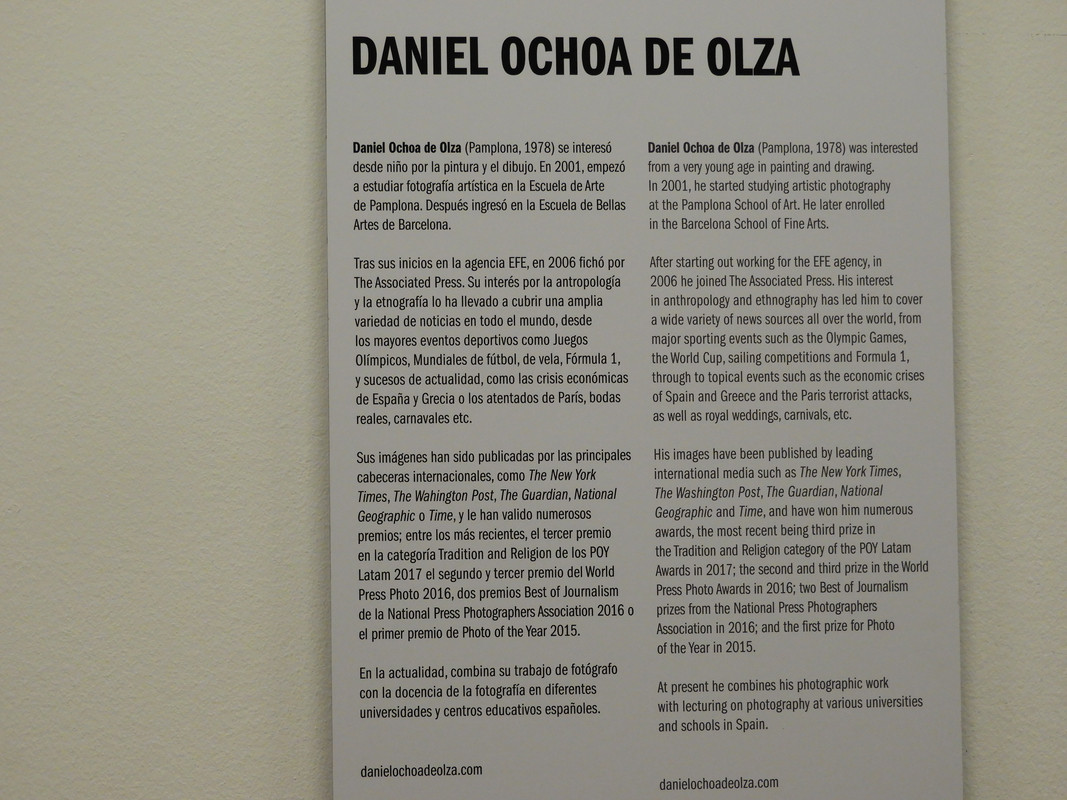 DANIEL OCHOA DE OLZA
Daniel Ochoa de Olza (Pamplona, 1978) se interesó
desde niño por la pintura y el dibujo. En 2001, empezó
a estudiar fotografía artística en la Escuela de Arte
de Pamplona. Después ingresó en la Escuela de Bellas
Artes de Barcelona.
Tras sus inicios en la agencia EFE, en 2006 fichó por
The Associated Press. Su interés por la antropología
y la etnografía lo ha llevado a cubrir una amplia
variedad de noticias en todo el mundo, desde
los mayores eventos deportivos como Juegos
Olímpicos, Mundiales de fútbol, de vela, Fórmula 1,
y sucesos de actualidad, como las crisis económicas
de España y Grecia o los atentados de París, bodas
reales, carnavales etc.
Sus imágenes han sido publicadas por las principales
cabeceras internacionales, como The New York
Times, The Wahington Post, The Guardian, National
Geographic o Time, y le han valido numerosos
premios; entre los más recientes, el tercer premio
en la categoría Tradition and Religion de los POY
Latam 2017 el segundo y tercer premio del World
Press Photo 2016, dos premios Best of Journalism
de la National Press Photographers Association 2016 o
el primer premio de Photo of the Year 2015.
En la actualidad, combina su trabajo de fotógrafo
con la docencia de la fotografía en diferentes
universidades y centros educativos españoles.
danielochoadeolza.com
Daniel Ochoa de Olza (Pamplona, 1978) was interested
from a very young age in painting and drawing.
In 2001, he started studying artistic photography
at the Pamplona School of Art. He later enrolled
in the Barcelona School of Fine Arts.
After starting out working for the EFE agency, in
2006 he joined The Associated Press. His interest
in anthropology and ethnography has led him to cover
a wide variety of news sources all over the world, from
major sporting events such as the Olympic Games,
the World Cup, sailing competitions and Formula 1,
through to topical events such as the economic crises
of Spain and Greece and the Paris terrorist attacks,
as well as royal weddings, carnivals, etc.
His images have been published by leading
international media such as The New York Times,
The Washington Post, The Guardian, National
Geographic and Time, and have won him numerous
awards, the most recent being third prize in
the Tradition and Religion category of the POY Latam
Awards in 2017; the second and third prize in the World
Press Photo Awards in 2016; two Best of Journalism
prizes from the National Press Photographers
Association in 2016; and the first prize for Photo
of the Year in 2015.
At present he combines his photographic work
with lecturing on photography at various universities
and schools in Spain.
danielochoadeolza.com